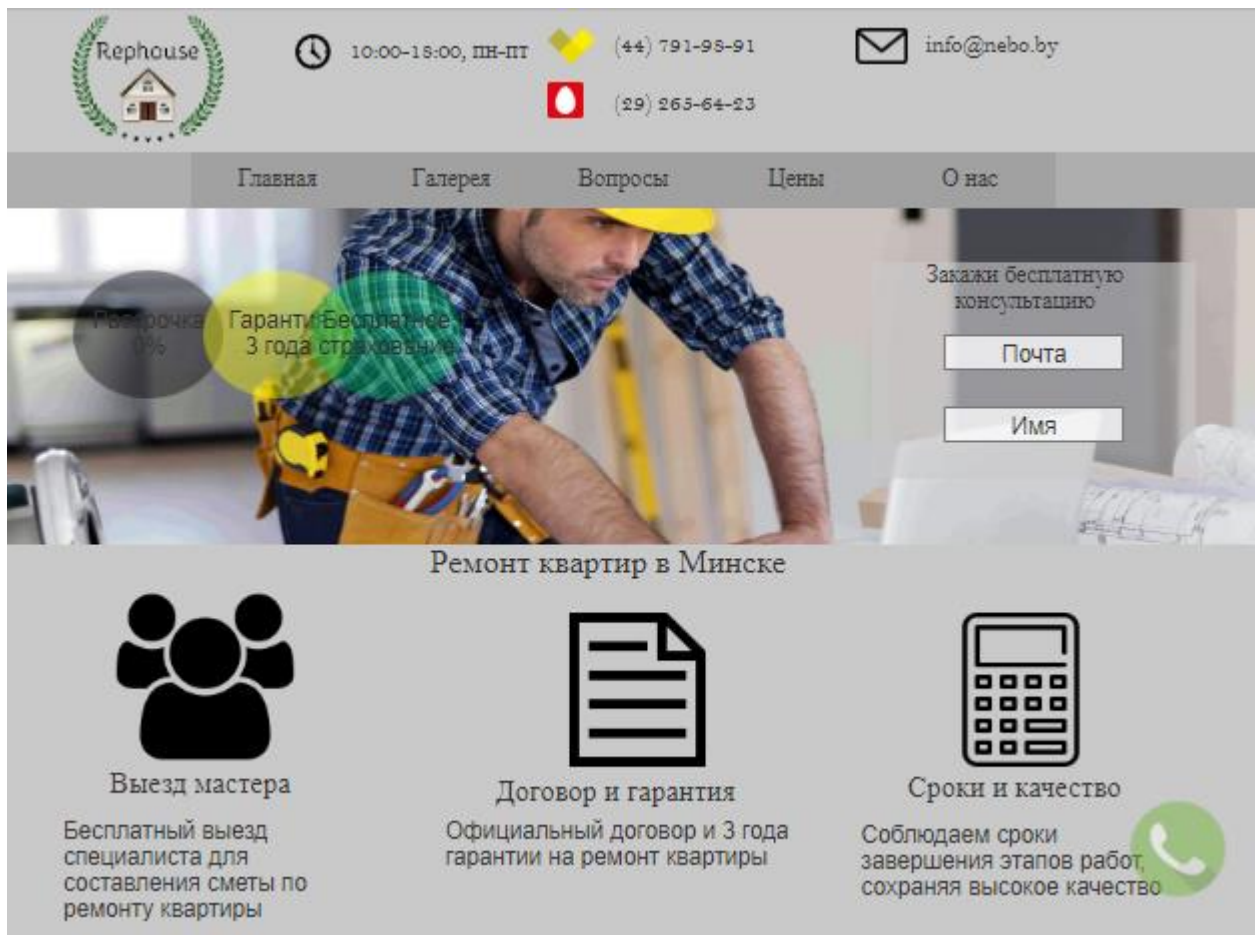 Rephouse
10:00-18:00, пн-пт
(44) 791-98-91
info@nebo.by
(29) 265-64-23
Главная
Галерея
Вопросы
Цены
О нас
Рассрочка
0%
Гаранти
3 года
Бесплатное
страхование
Закажи бесплатную
консультацию
Почта
Имя
Ремонт квартир в Минске
Выезд мастера
Бесплатный выезд
специалиста для
составления сметы по
ремонту квартиры
Договор и гарантия
Официальный договор и 3 года
гарантии на ремонт квартиры
Сроки и качество
Соблюдаем сроки
завершения этапов работ,
сохраняя высокое качество